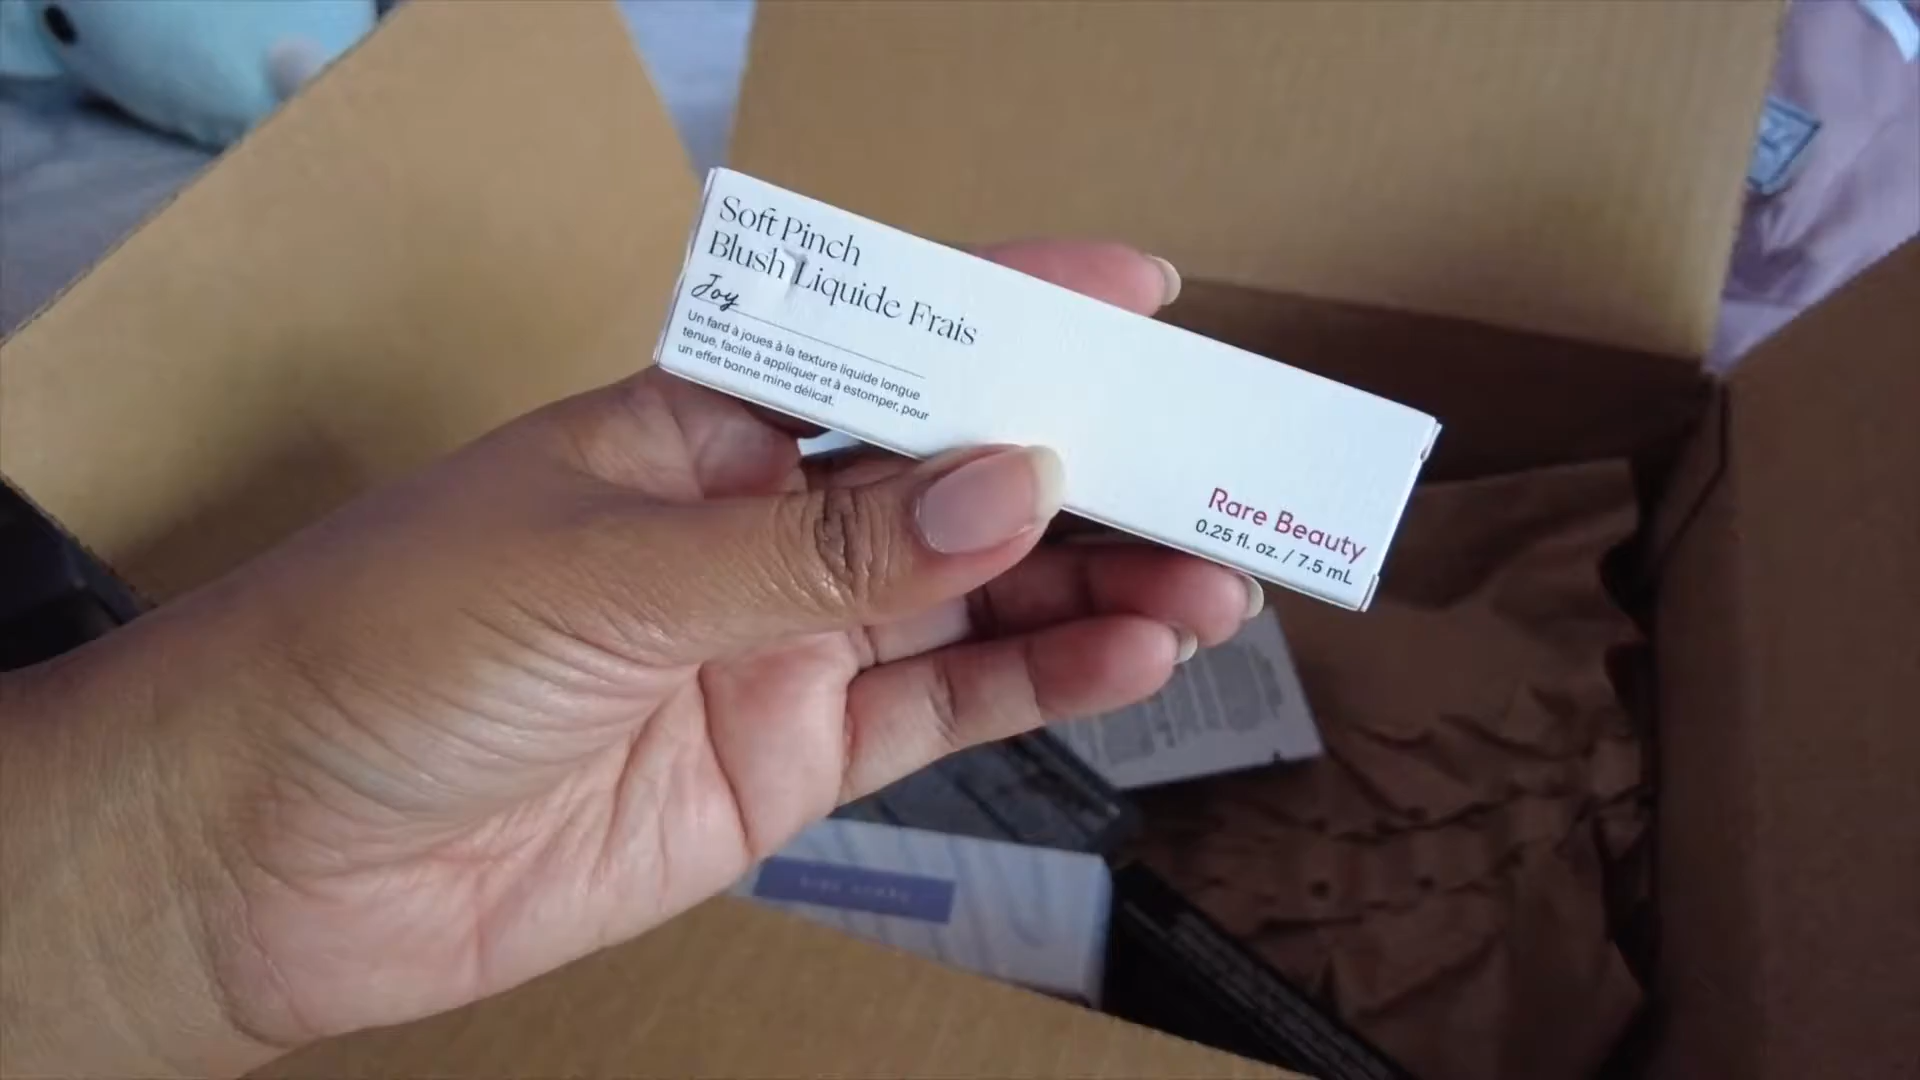 Soft Pinch
Blush Liquide Frais
Joy
Un fard à joues à la texture liquide longue
tenue, facile à appliquer et à estomper, pour
un effet bonne mine délicat.
Rare Beauty
0.25 fl. oz. / 7.5 mL